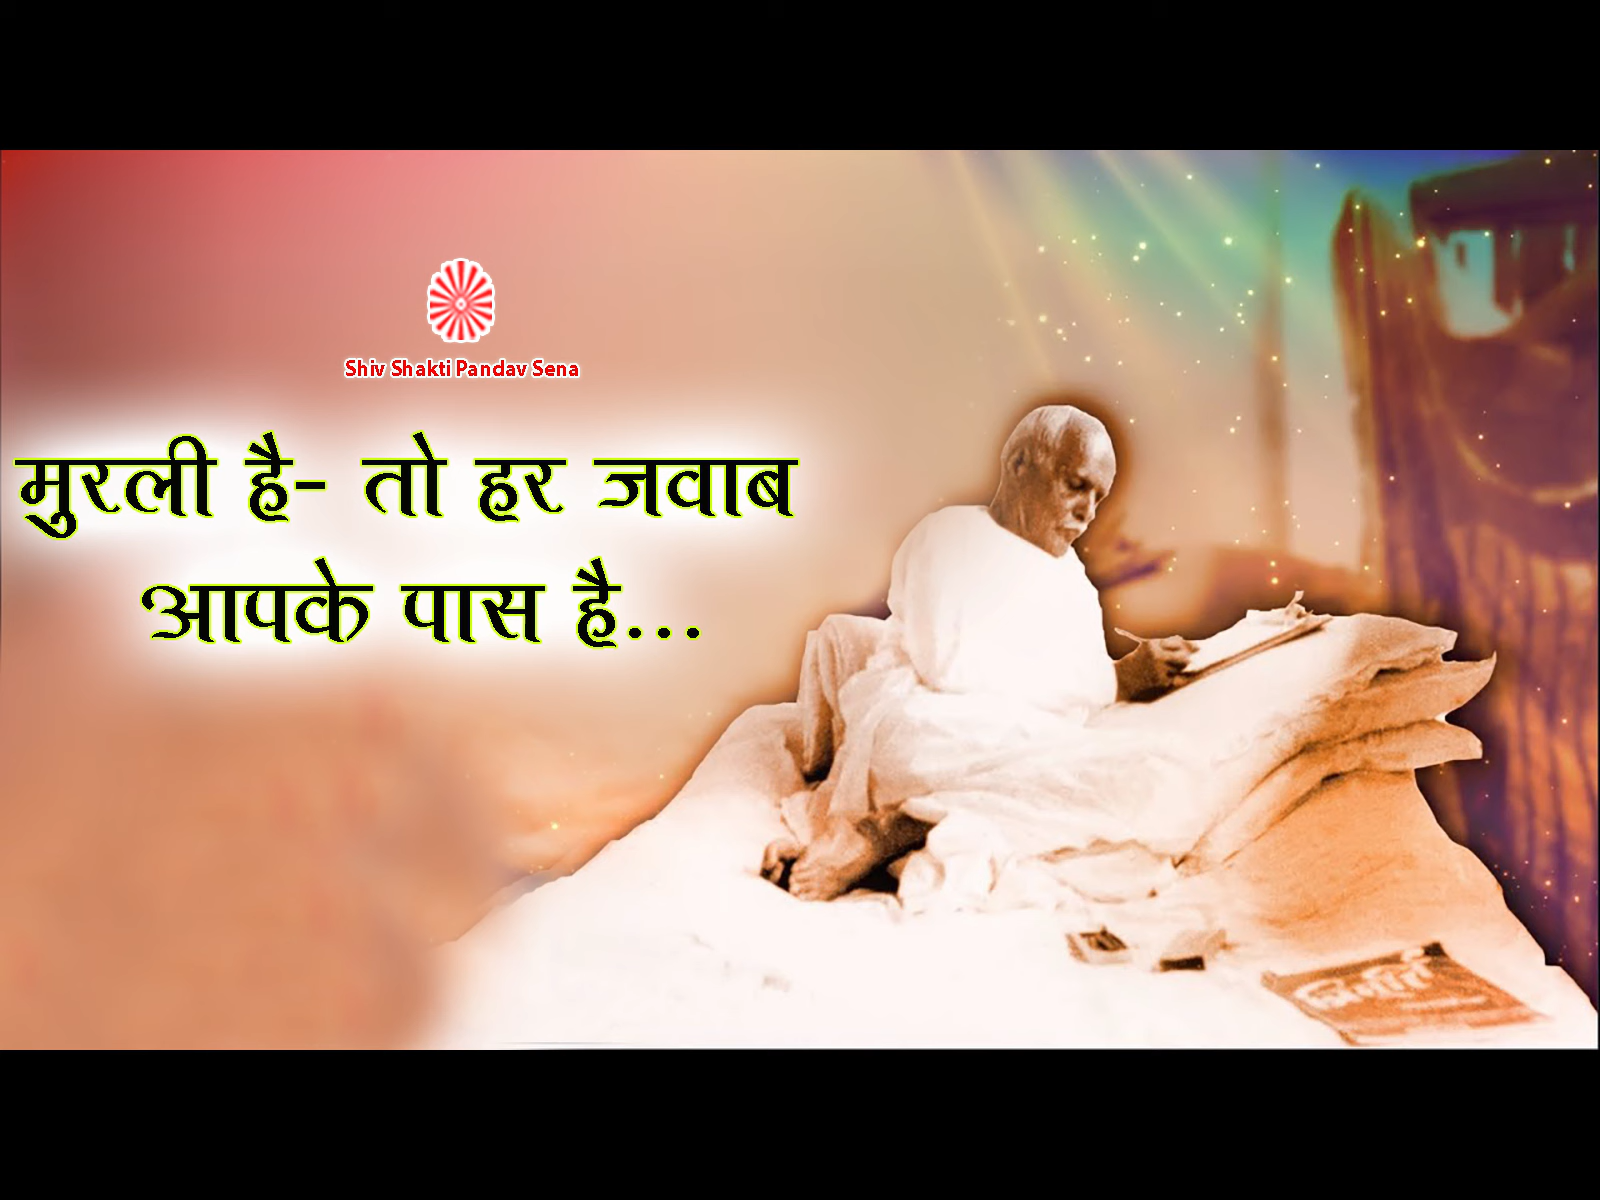 Shiv Shakti Pandav Sena
मुरली है- तो हर जवाब
आपके पास है...